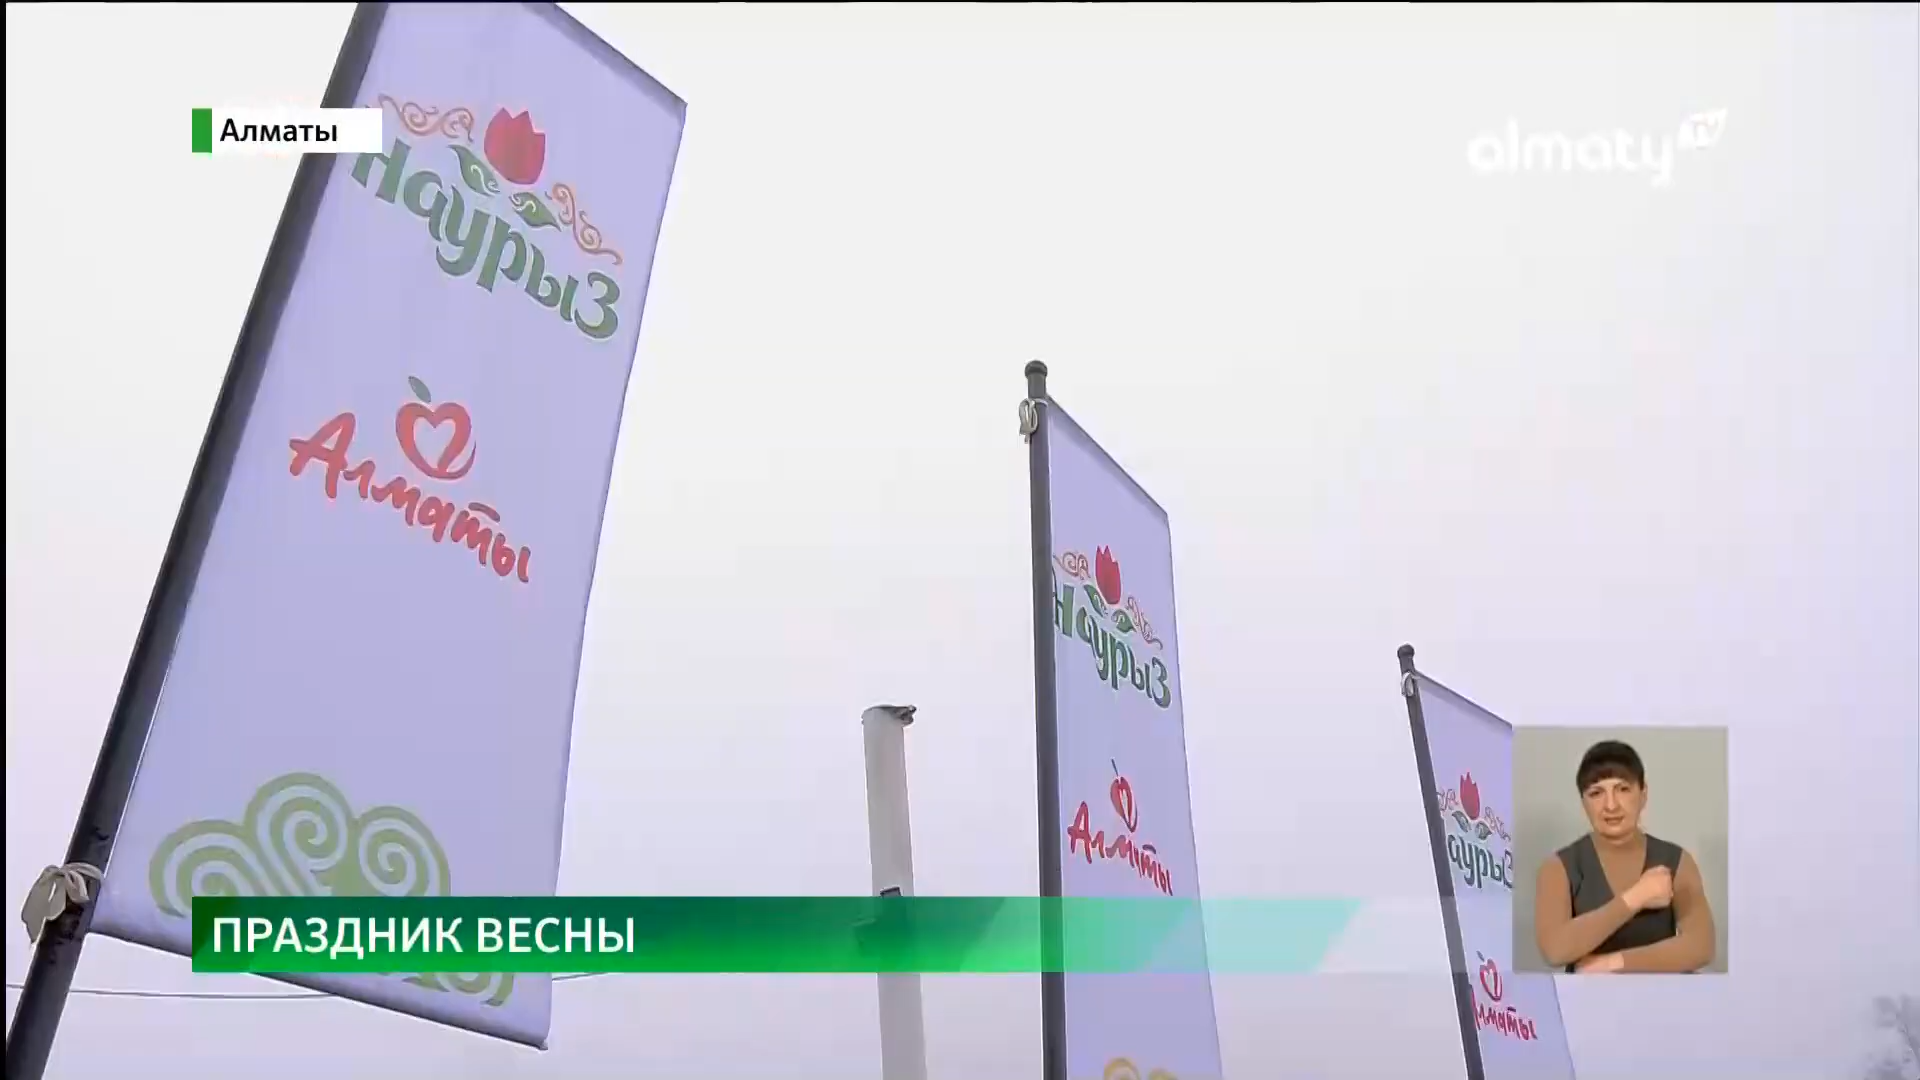 Алматы
almaty TV
Наурыз
Алматы
Наурыз
Алматы
Наурыз
Алматы
ПРАЗДНИК ВЕСНЫ